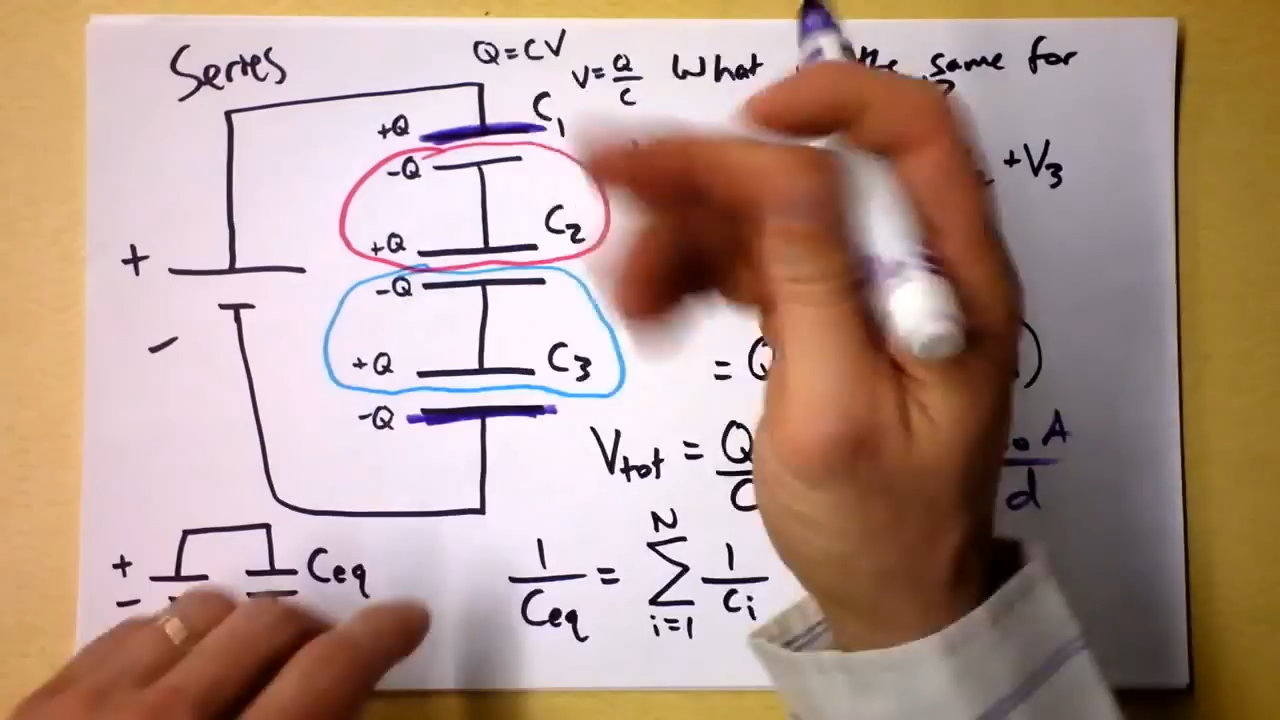 Series
Q=CV
V=Q/C
What the same for
+Q
C₁
-Q
+V₃
+Q
C₂
-Q
+
+Q
C₃
= Q )
-
-Q
Vtot = Q
A
d
+
-
Ceq
1/Ceq = N Σ i=1 1/Ci